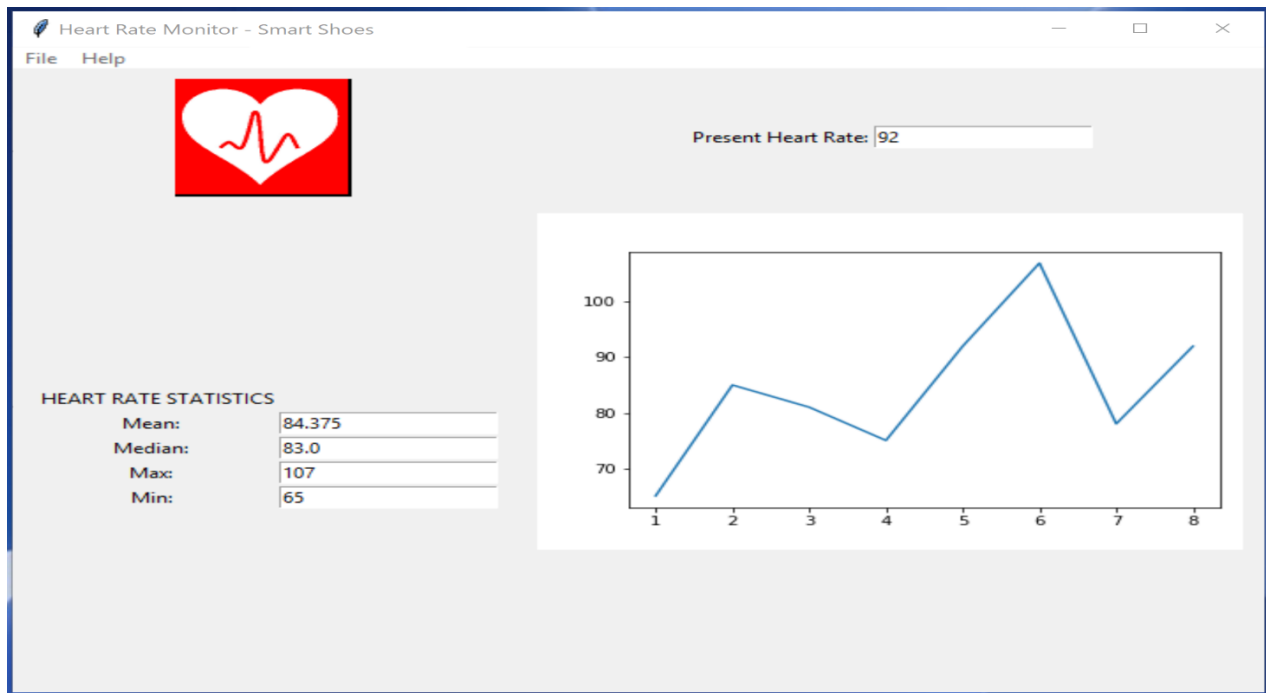 Heart Rate Monitor - Smart Shoes
File Help
Present Heart Rate: 92
HEART RATE STATISTICS
Mean: 84.375
Median: 83.0
Max: 107
Min: 65
100
90
80
70
1 2 3 4 5 6 7 8